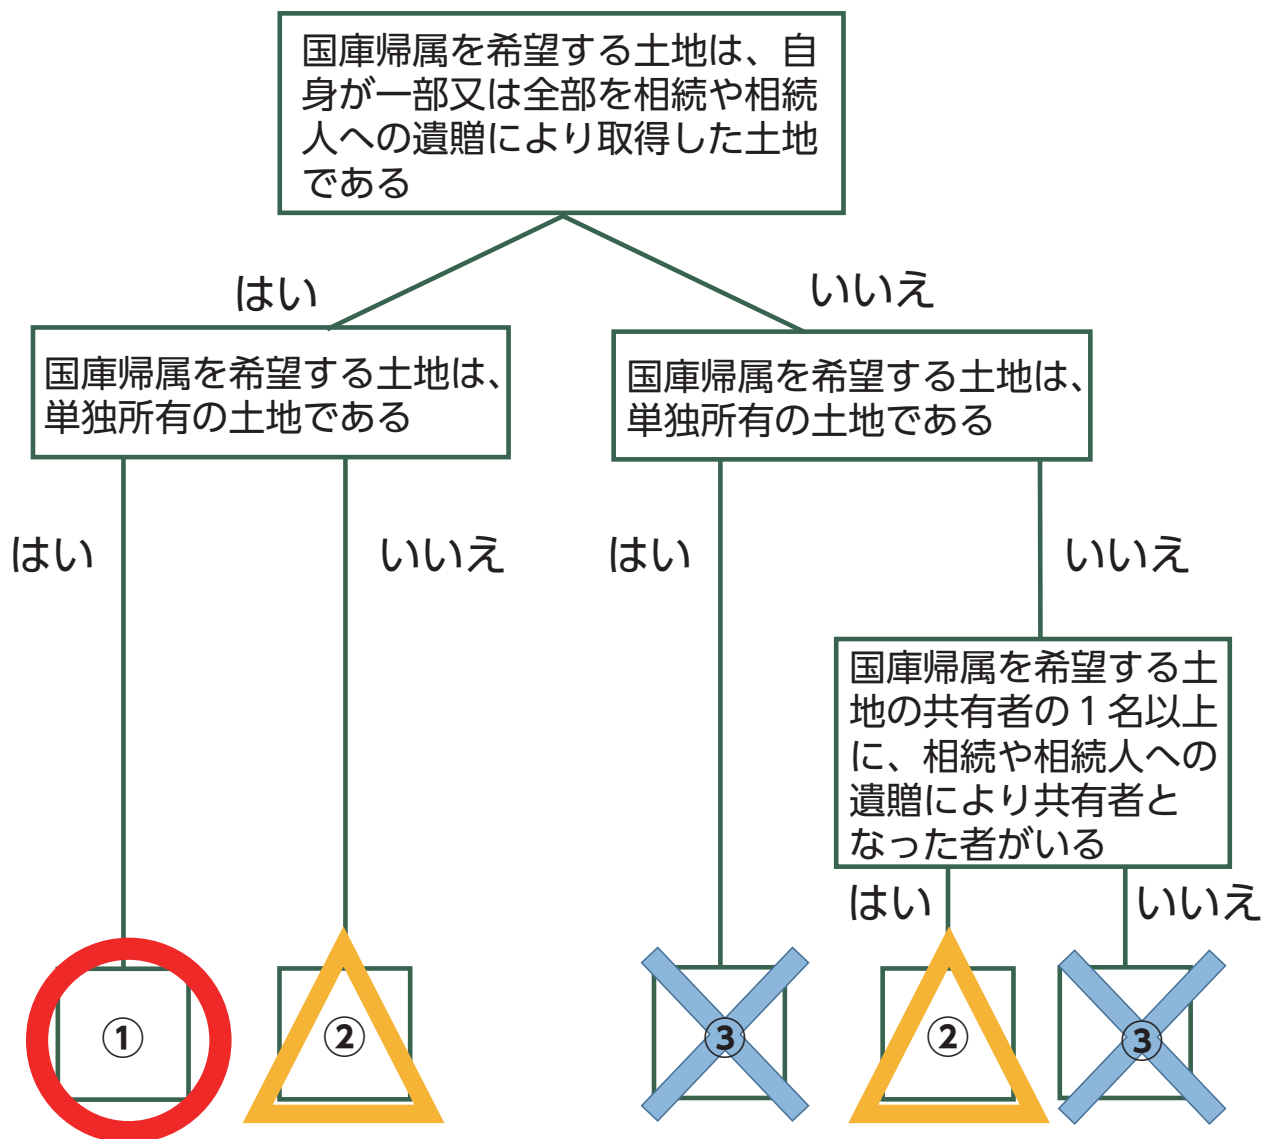 国庫帰属を希望する土地は、自
身が一部又は全部を相続や相続
人への遺贈により取得した土地
である
はい
いいえ
国庫帰属を希望する土地は、
単独所有の土地である
国庫帰属を希望する土地は、
単独所有の土地である
はい
いいえ
はい
いいえ
国庫帰属を希望する土
地の共有者の1名以上
に、相続や相続人への
遺贈により共有者と
なった者がいる
はい
いいえ
①
②
③
②
③